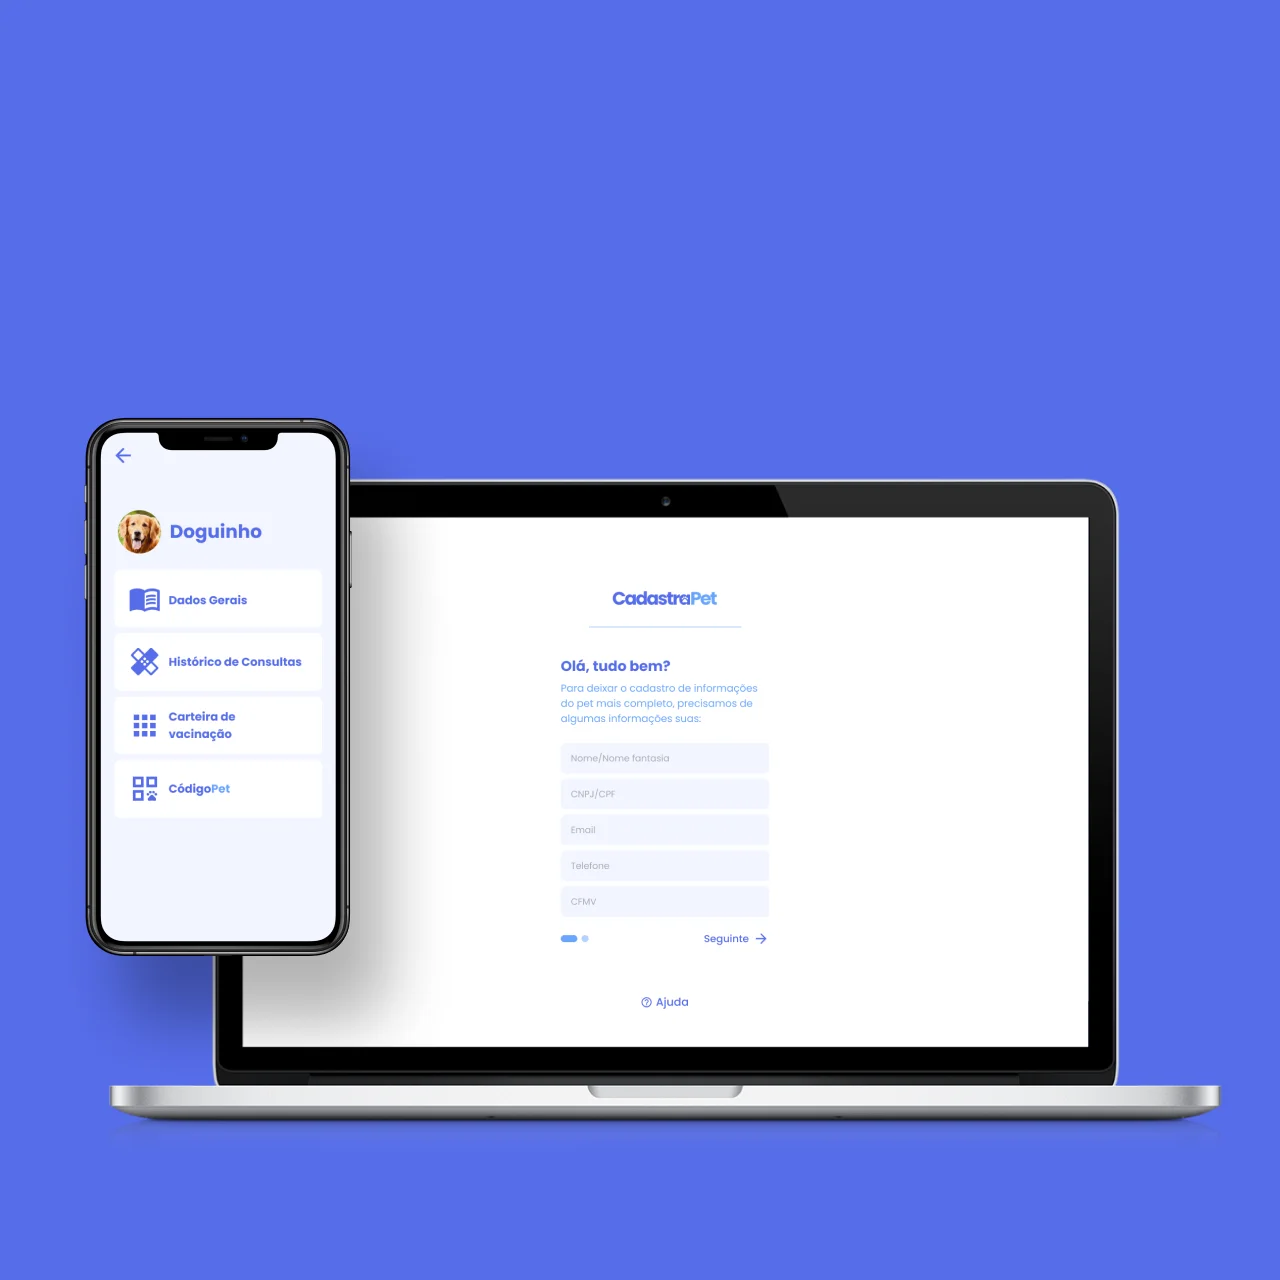 Doguinho
Dados Gerais
Histórico de Consultas
Carteira de
vacinação
CódigoPet
CadastraPet
Olá, tudo bem?
Para deixar o cadastro de informações
do pet mais completo, precisamos de
algumas informações suas:
Nome/Nome fantasia
CNPJ/CPF
Email
Telefone
CFMV
Seguinte
Ajuda